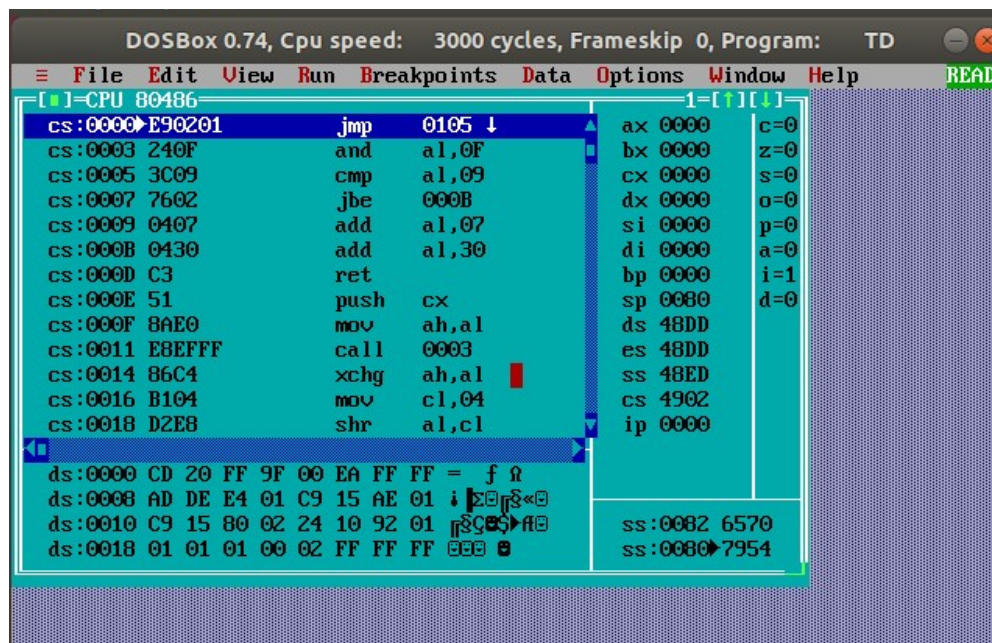 DOSBox 0.74, Cpu speed: 3000 cycles, Frameskip 0, Program: TD
≡ File Edit View Run Breakpoints Data Options Window Help READ
[■]=CPU 80486 1=[↑][↓]
cs:0000►E90201 jmp 0105 ↓ ax 0000 c=0
cs:0003 240F and al,0F bx 0000 z=0
cs:0005 3C09 cmp al,09 cx 0000 s=0
cs:0007 7602 jbe 000B dx 0000 o=0
cs:0009 0407 add al,07 si 0000 p=0
cs:000B 0430 add al,30 di 0000 a=0
cs:000D C3 ret bp 0000 i=1
cs:000E 51 push cx sp 0080 d=0
cs:000F 8AE0 mov ah,al ds 48DD
cs:0011 E8EFFF call 0003 es 48DD
cs:0014 86C4 xchg ah,al ss 48ED
cs:0016 B104 mov cl,04 cs 4902
cs:0018 D2E8 shr al,cl ip 0000
ds:0000 CD 20 FF 9F 00 EA FF FF = ƒ Ω
ds:0008 AD DE E4 01 C9 15 AE 01 ¡▐Σ☺╔§«☺
ds:0010 C9 15 80 02 24 10 92 01 ╔§Ç☻$►Æ☺ ss:0082 6570
ds:0018 01 01 01 00 02 FF FF FF ☺☺☺ ☻ ss:0080►7954